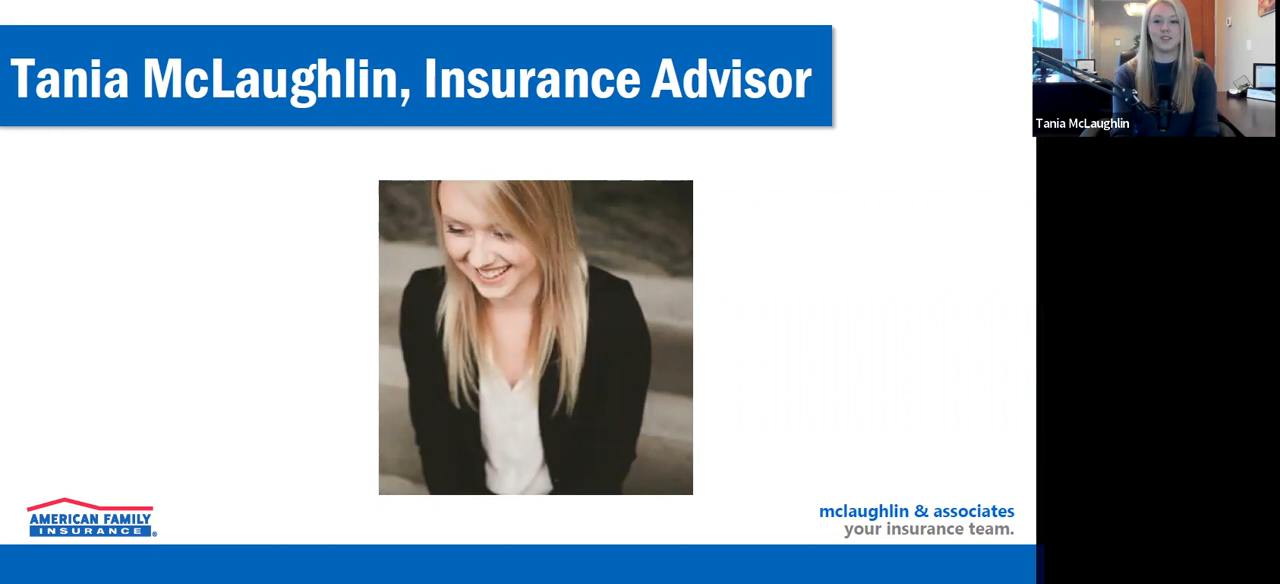 Tania McLaughlin, Insurance Advisor
Tania McLaughlin
AMERICAN FAMILY
INSURANCE®
mclaughlin & associates
your insurance team.